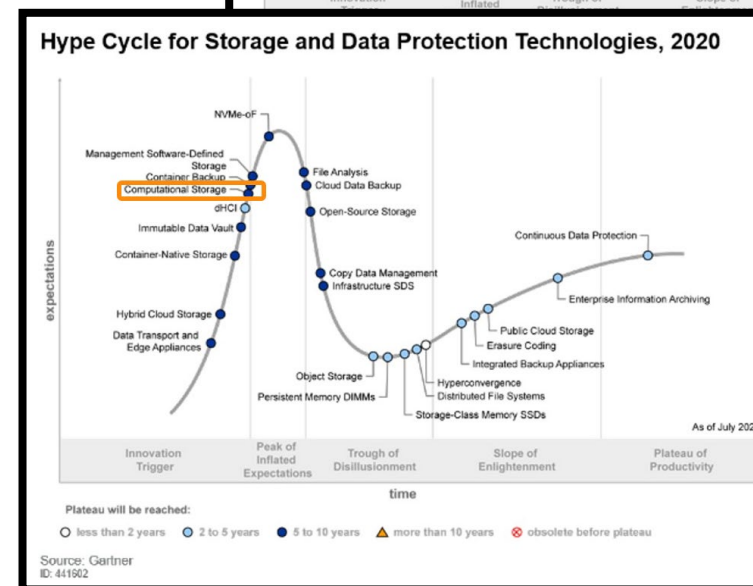 Inflated
Hype Cycle for Storage and Data Protection Technologies, 2020
NVMe-oF
Management Software-Defined
Storage
Container Backup
Computational Storage
dHCI
Immutable Data Vault
Container-Native Storage
Hybrid Cloud Storage
Data Transport and
Edge Appliances
File Analysis
Cloud Data Backup
Open-Source Storage
Copy Data Management
Infrastructure SDS
Object Storage
Persistent Memory DIMMs
Storage-Class Memory SSDs
Distributed File Systems
Hyperconvergence
Integrated Backup Appliances
Erasure Coding
Public Cloud Storage
Enterprise Information Archiving
Continuous Data Protection
expectations
As of July 202
Innovation
Trigger
Peak of
Inflated
Expectations
Trough of
Disillusionment
Slope of
Enlightenment
Plateau of
Productivity
time
Plateau will be reached:
less than 2 years 2 to 5 years 5 to 10 years more than 10 years obsolete before plateau
Source: Gartner
ID: 441602